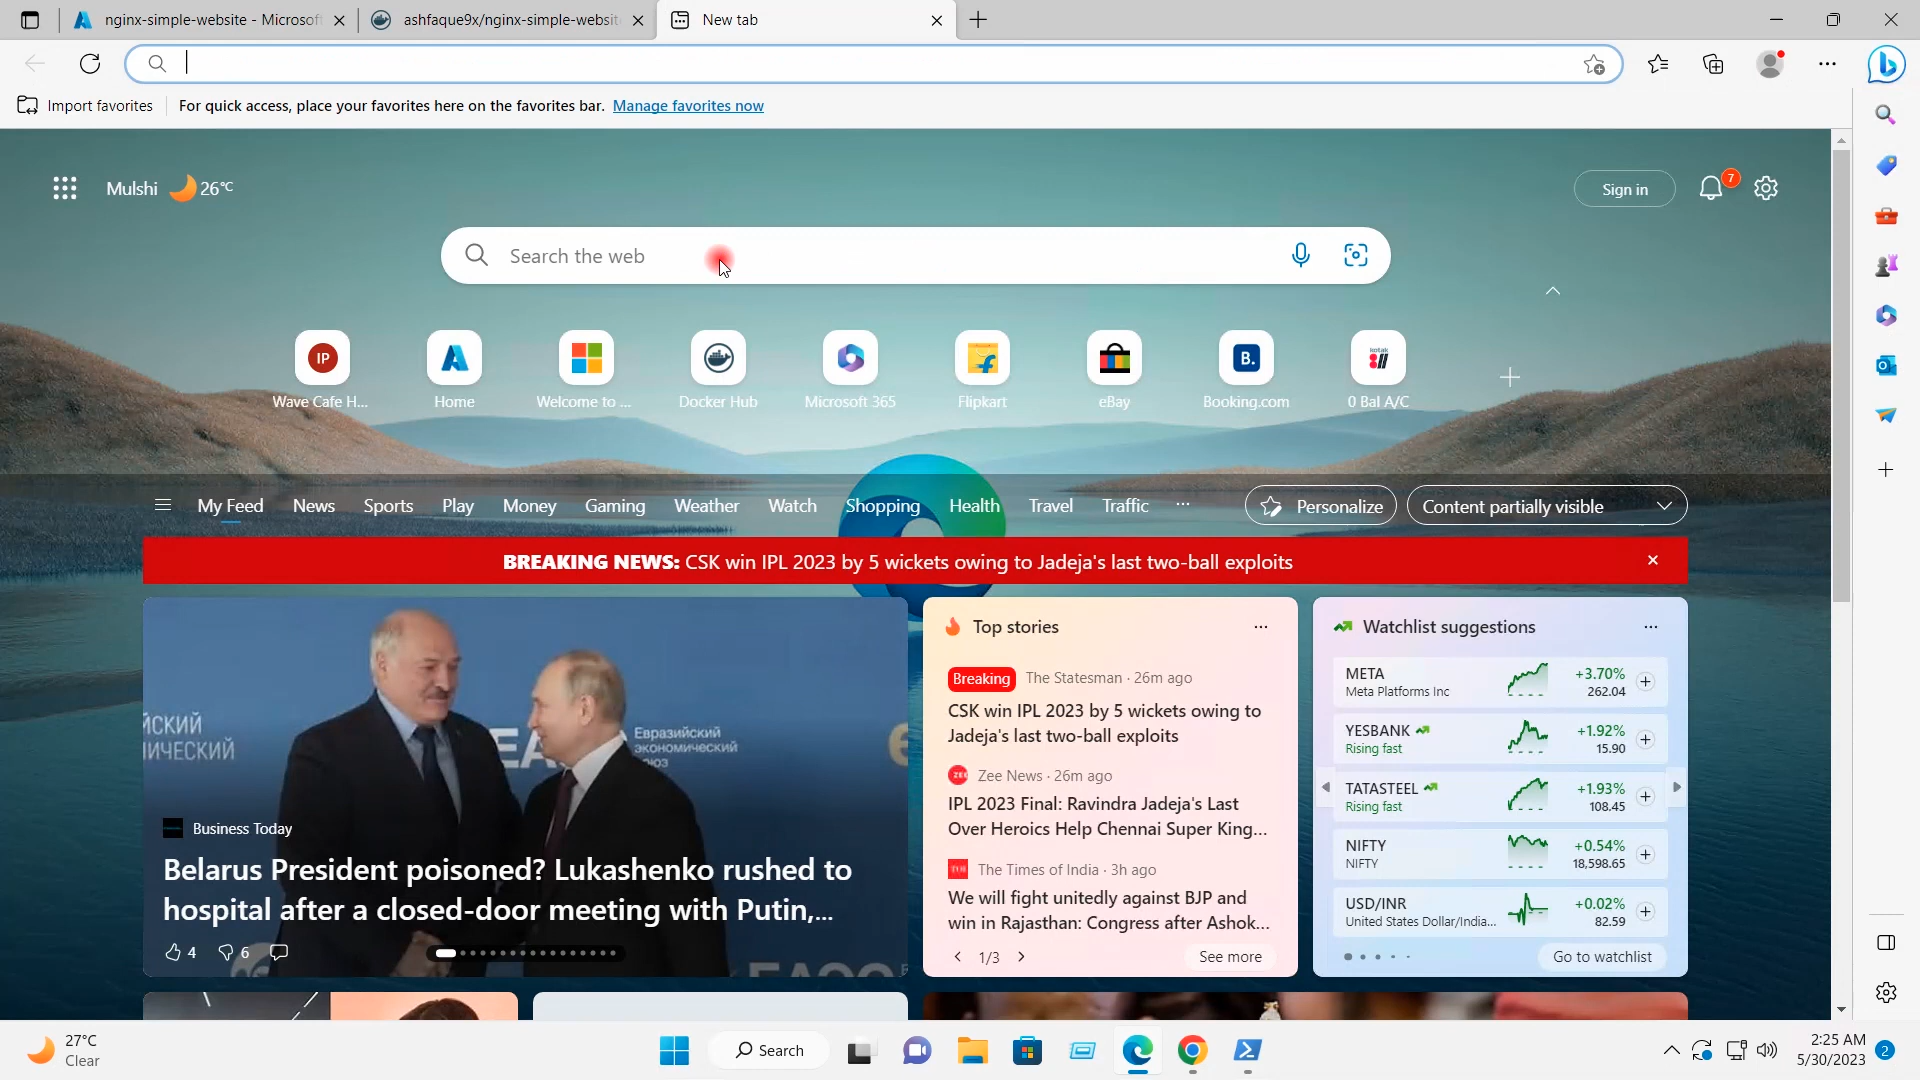 nginx-simple-website - Microsof
ashfaque9x/nginx-simple-websit
New tab
Import favorites
For quick access, place your favorites here on the favorites bar. Manage favorites now
Mulshi 26°C
Sign in
7
Search the web
IP
B.
kotak
811
Wave Cafe H...
Home
Welcome to ...
Docker Hub
Microsoft 365
Flipkart
eBay
Booking.com
0 Bal A/C
My Feed News Sports Play Money Gaming Weather Watch Shopping Health Travel Traffic ...
Personalize
Content partially visible
BREAKING NEWS: CSK win IPL 2023 by 5 wickets owing to Jadeja's last two-ball exploits
Евразийский
экономический
Business Today
Belarus President poisoned? Lukashenko rushed to
hospital after a closed-door meeting with Putin,...
4 6
Top stories
Breaking The Statesman · 26m ago
CSK win IPL 2023 by 5 wickets owing to
Jadeja's last two-ball exploits
Zee News · 26m ago
IPL 2023 Final: Ravindra Jadeja's Last
Over Heroics Help Chennai Super King...
The Times of India · 3h ago
We will fight unitedly against BJP and
win in Rajasthan: Congress after Ashok...
1/3
See more
Watchlist suggestions
META +3.70%
Meta Platforms Inc 262.04
YESBANK +1.92%
Rising fast 15.90
TATASTEEL +1.93%
Rising fast 108.45
NIFTY +0.54%
NIFTY 18,598.65
USD/INR +0.02%
United States Dollar/India... 82.59
Go to watchlist
27°C
Clear
Search
2:25 AM
5/30/2023
2